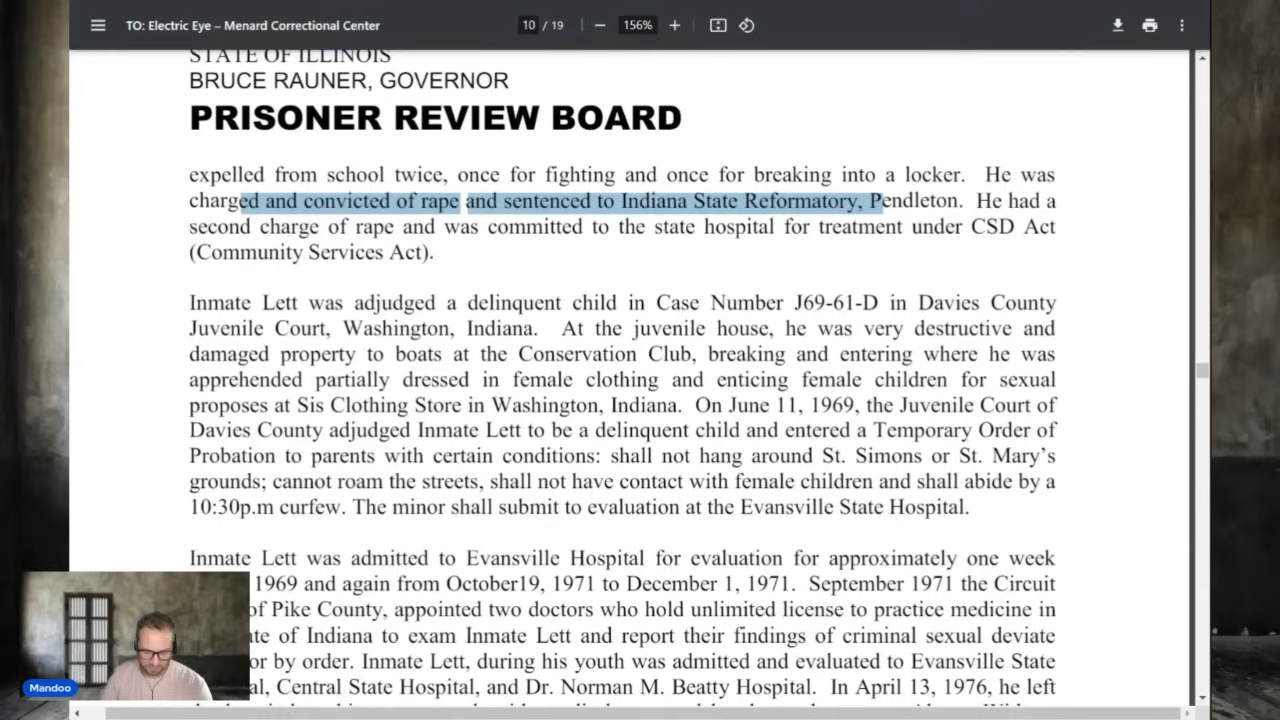 TO: Electric Eye – Menard Correctional Center
10 / 19
156%
STATE OF ILLINOIS
BRUCE RAUNER, GOVERNOR
PRISONER REVIEW BOARD
expelled from school twice, once for fighting and once for breaking into a locker. He was
charged and convicted of rape and sentenced to Indiana State Reformatory, Pendleton. He had a
second charge of rape and was committed to the state hospital for treatment under CSD Act
(Community Services Act).
Inmate Lett was adjudged a delinquent child in Case Number J69-61-D in Davies County
Juvenile Court, Washington, Indiana. At the juvenile house, he was very destructive and
damaged property to boats at the Conservation Club, breaking and entering where he was
apprehended partially dressed in female clothing and enticing female children for sexual
proposes at Sis Clothing Store in Washington, Indiana. On June 11, 1969, the Juvenile Court of
Davies County adjudged Inmate Lett to be a delinquent child and entered a Temporary Order of
Probation to parents with certain conditions: shall not hang around St. Simons or St. Mary's
grounds; cannot roam the streets, shall not have contact with female children and shall abide by a
10:30p.m curfew. The minor shall submit to evaluation at the Evansville State Hospital.
Inmate Lett was admitted to Evansville Hospital for evaluation for approximately one week
1969 and again from October19, 1971 to December 1, 1971. September 1971 the Circuit
of Pike County, appointed two doctors who hold unlimited license to practice medicine in
te of Indiana to exam Inmate Lett and report their findings of criminal sexual deviate
or by order. Inmate Lett, during his youth was admitted and evaluated to Evansville State
al, Central State Hospital, and Dr. Norman M. Beatty Hospital. In April 13, 1976, he left
Mandoo